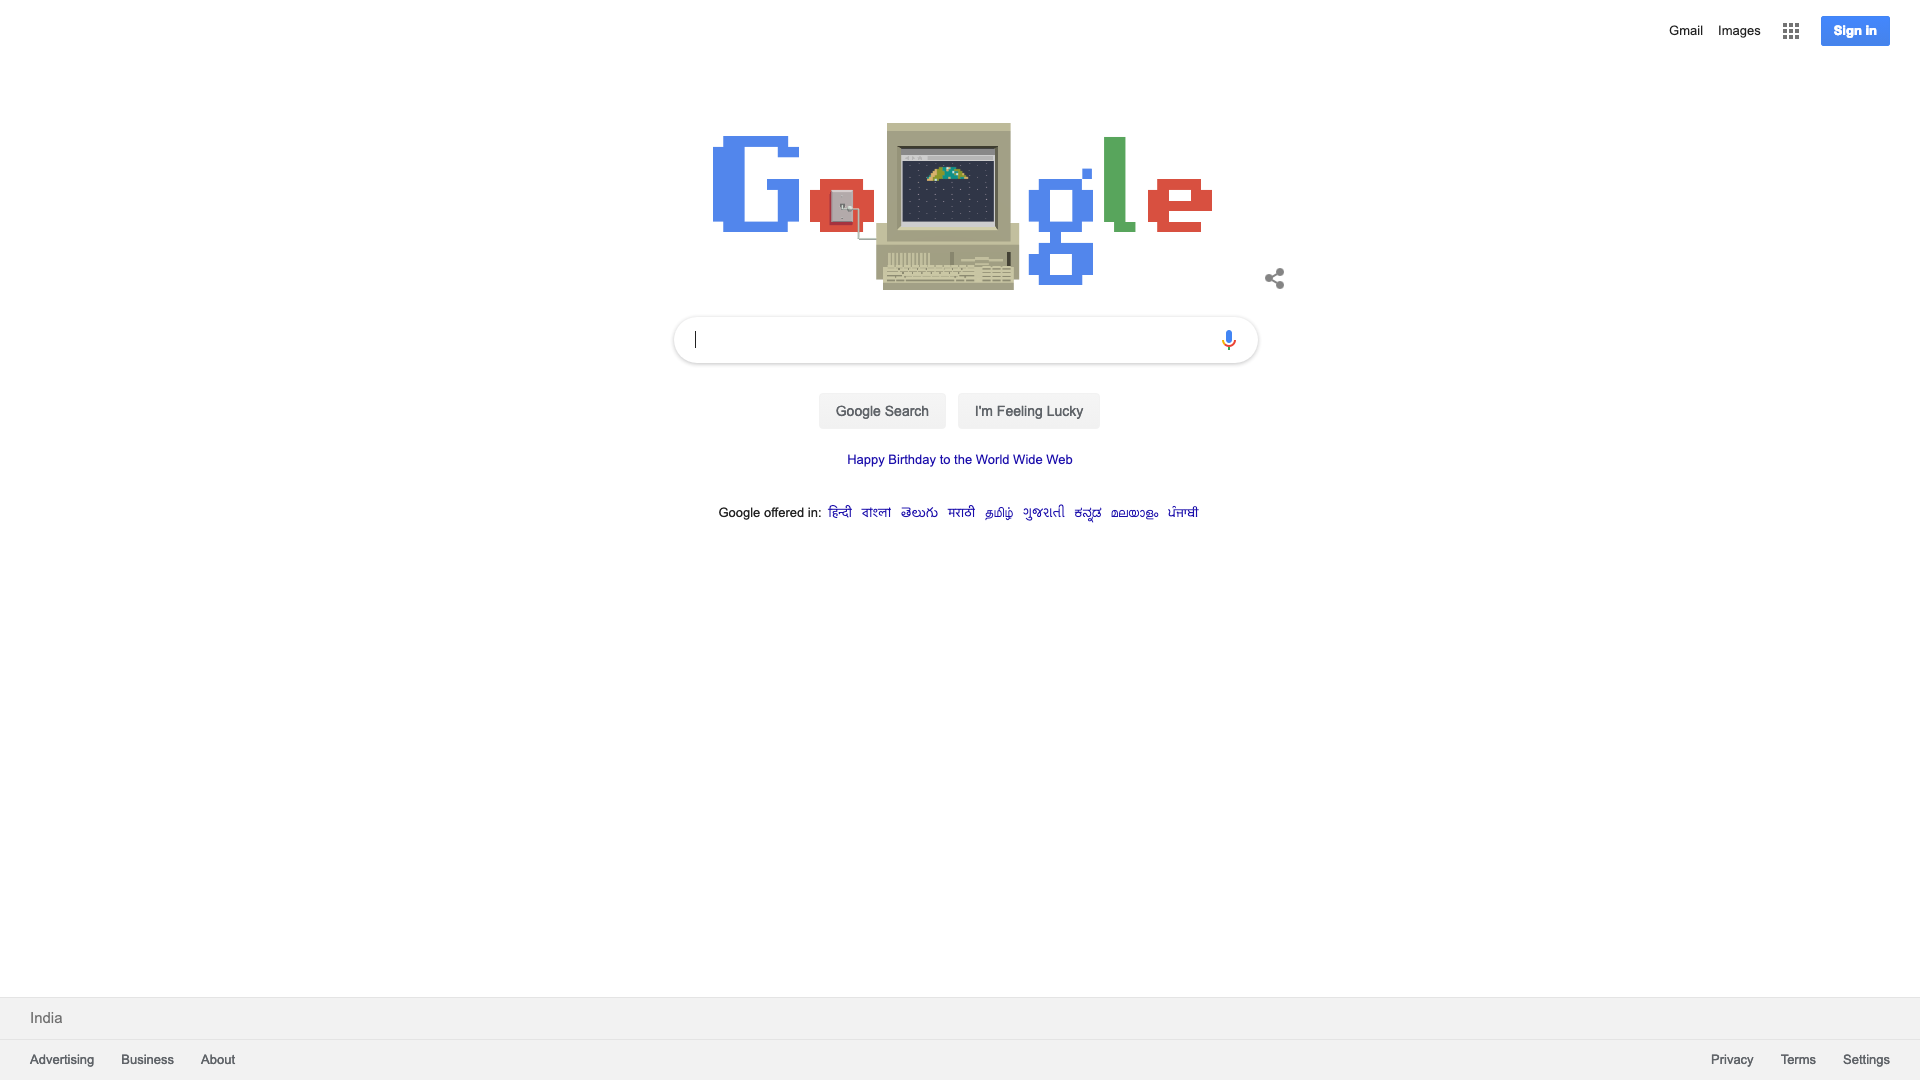 Gmail Images Sign in
Google
Google Search I'm Feeling Lucky
Happy Birthday to the World Wide Web
Google offered in: हिन्दी বাংলা తెలుగు मराठी தமிழ் ગુજરાતી ಕನ್ನಡ മലയാളം ਪੰਜਾਬੀ
India
Advertising Business About Privacy Terms Settings